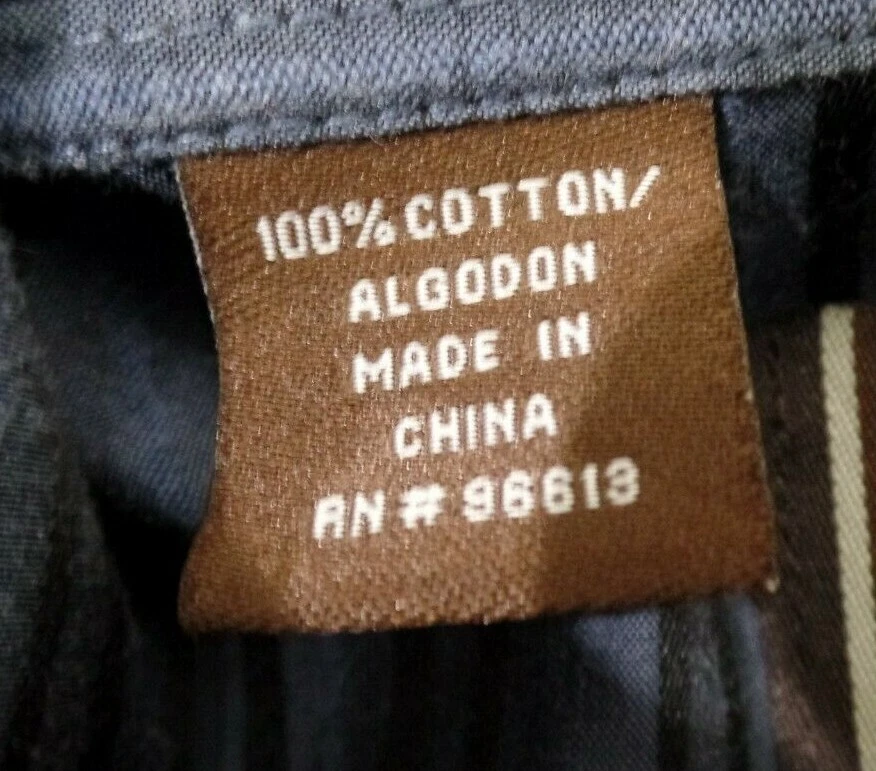 100% COTTON/
ALGODON
MADE IN
CHINA
RN # 96613